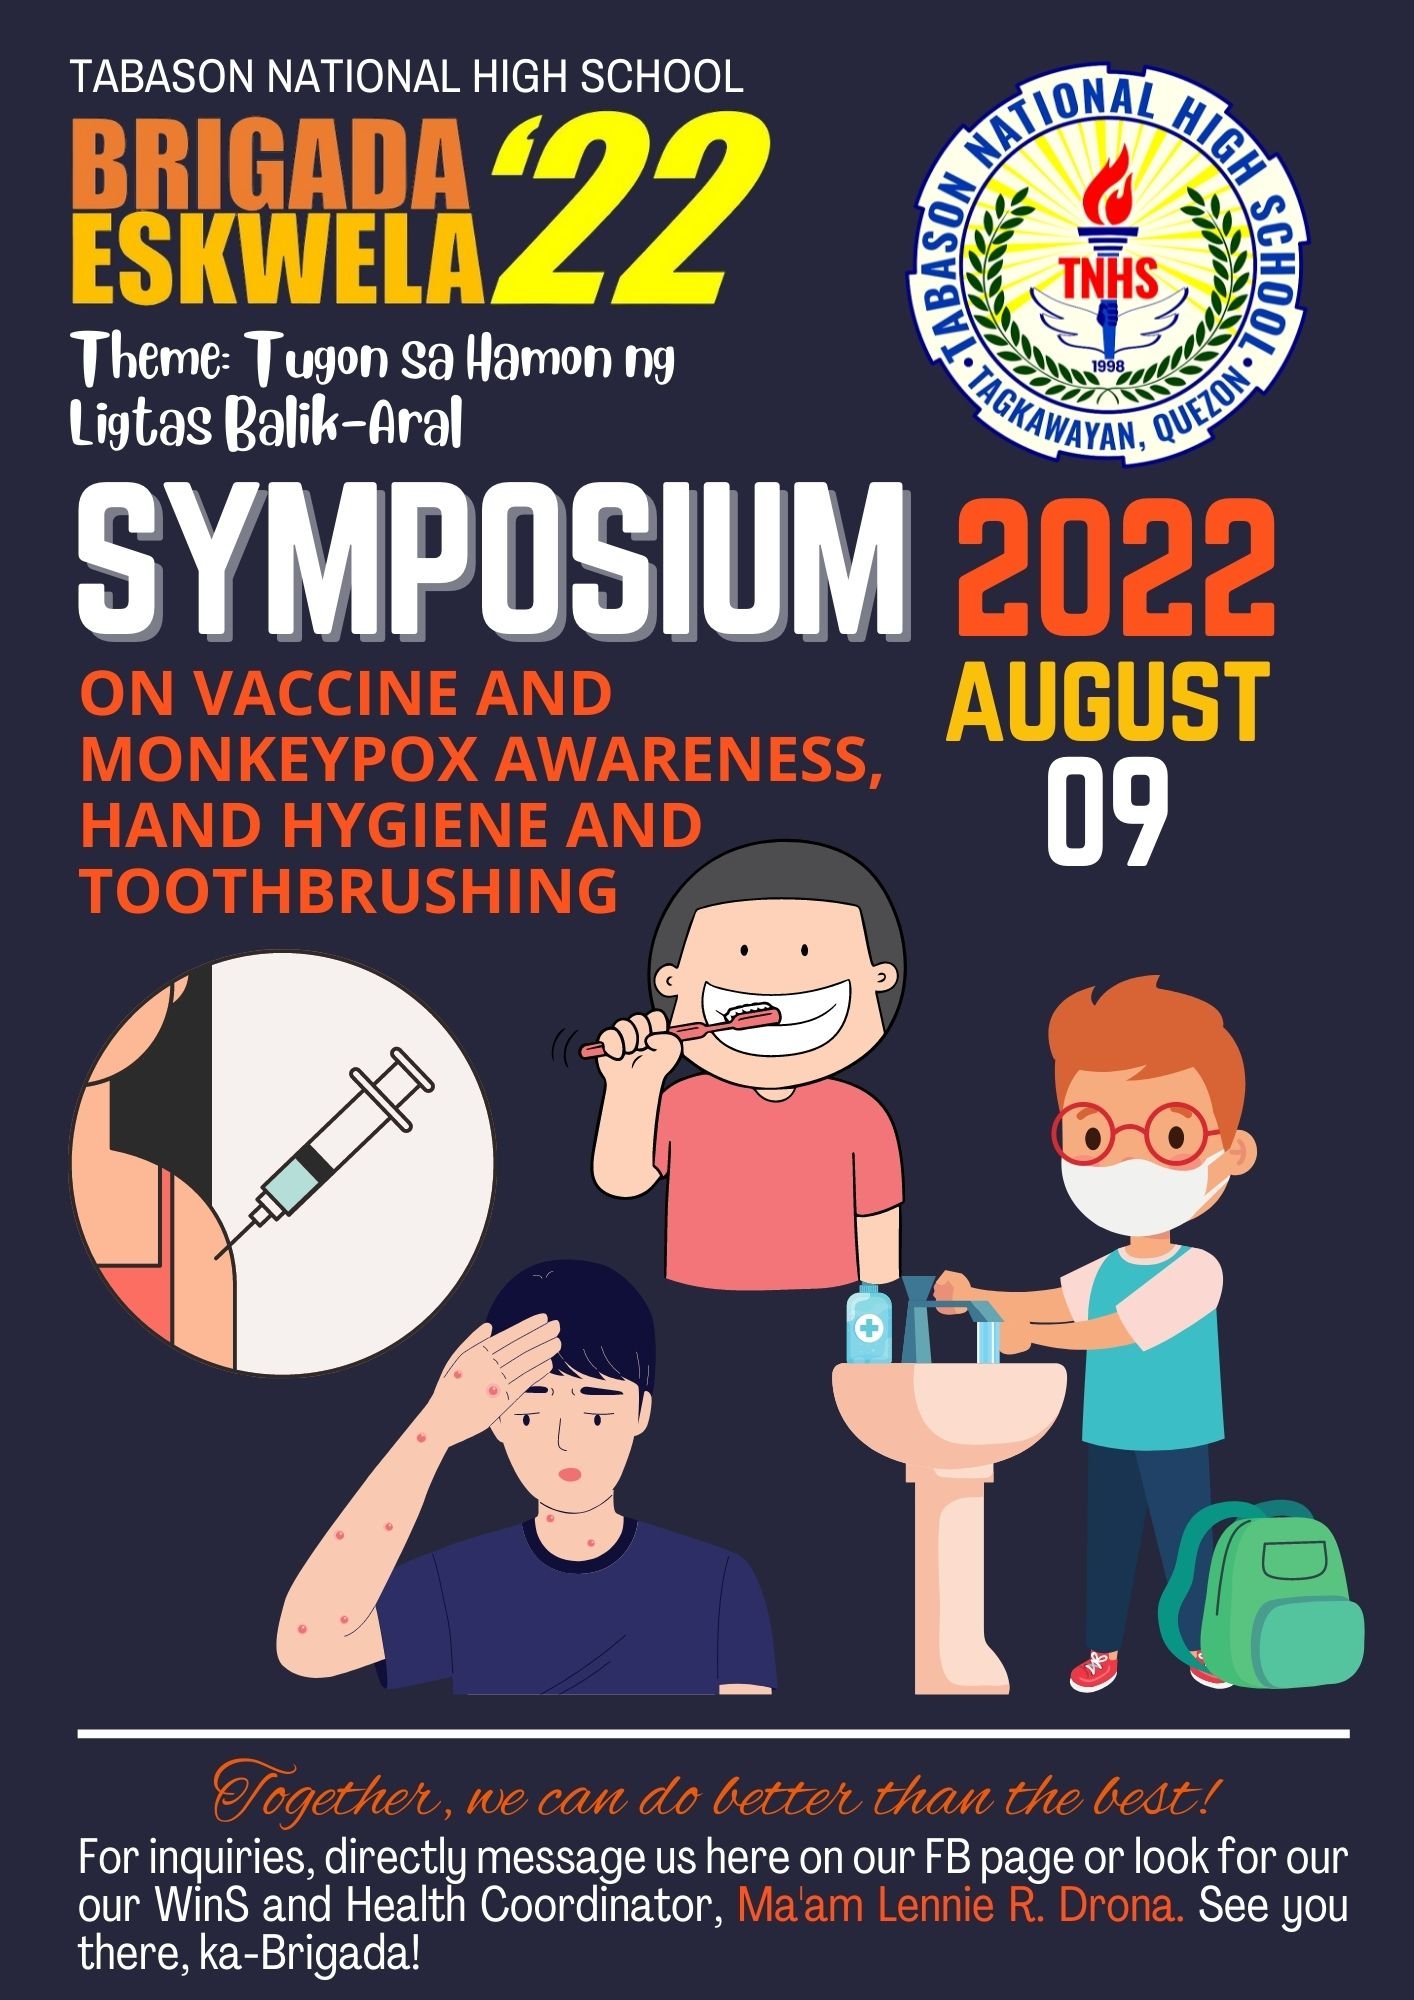 TABASON NATIONAL HIGH SCHOOL
BRIGADA
ESKWELA '22
Theme: Tugon sa Hamon ng
Ligtas Balik-Aral
TABASON NATIONAL HIGH SCHOOL
TNHS
1998
TAGKAWAYAN, QUEZON
SYMPOSIUM
ON VACCINE AND
MONKEYPOX AWARENESS,
HAND HYGIENE AND
TOOTHBRUSHING
2022
AUGUST
09
Together, we can do better than the best!
For inquiries, directly message us here on our FB page or look for our
our WinS and Health Coordinator, Ma'am Lennie R. Drona. See you
there, ka-Brigada!